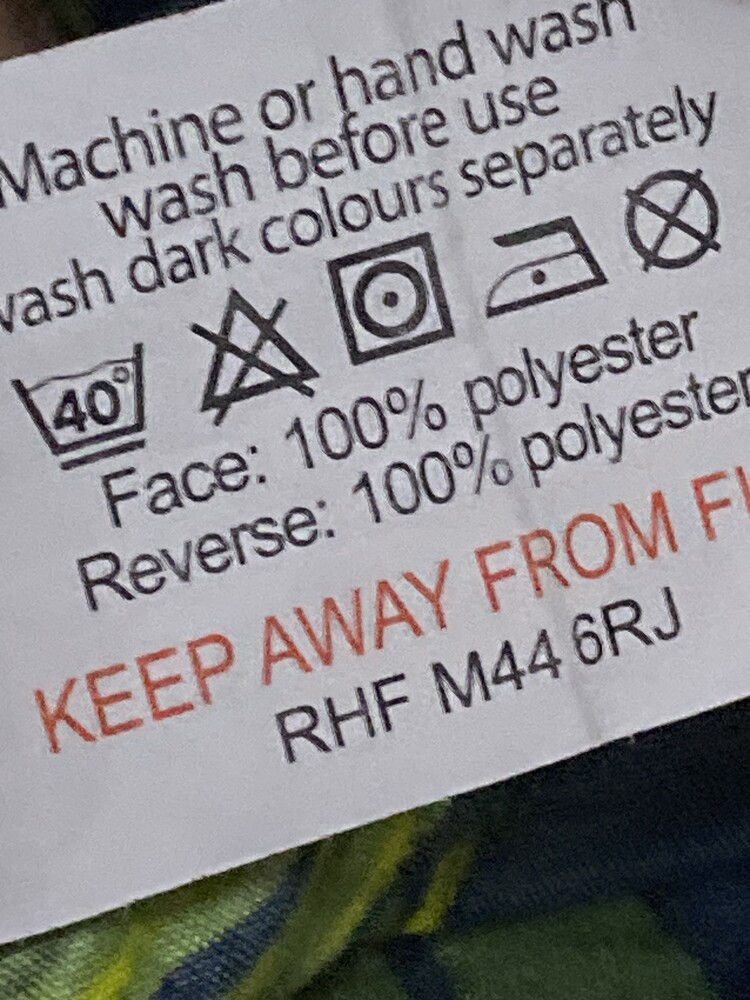 Machine or hand wash
wash before use
wash dark colours separately
40°
Face: 100% polyester
Reverse: 100% polyester
KEEP AWAY FROM
RHF M44 6RJ